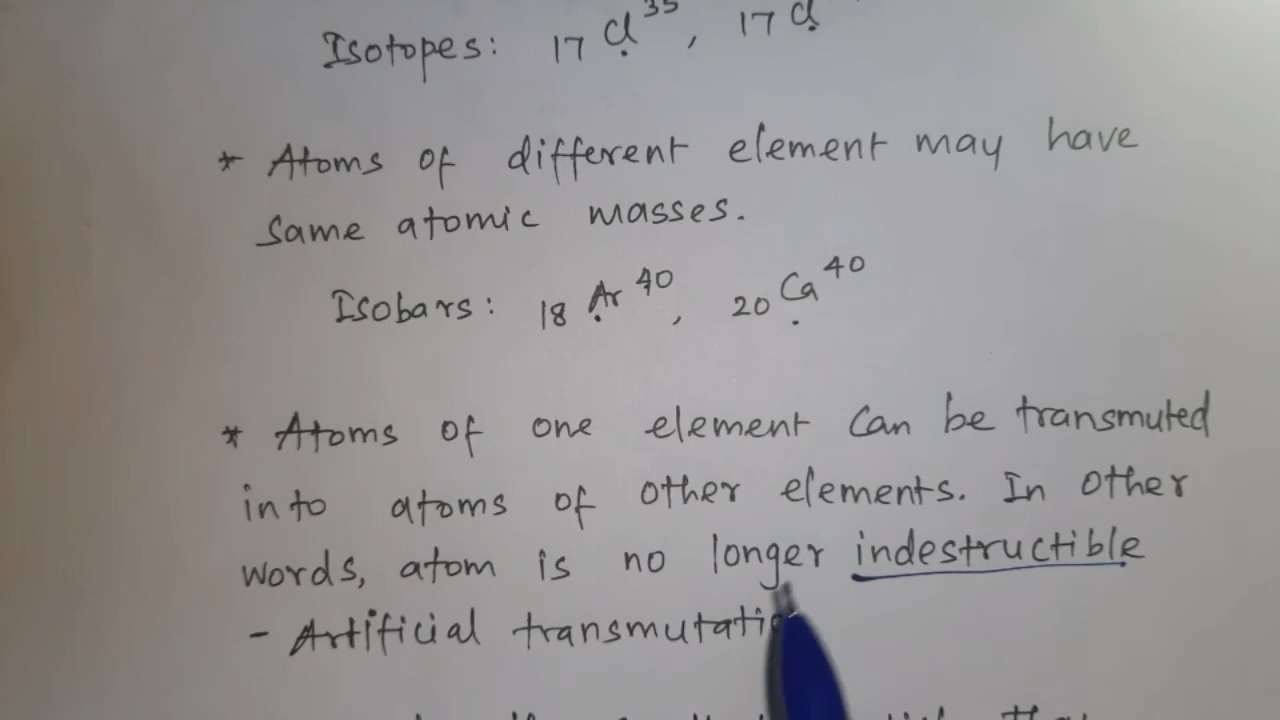 Isotopes: 17 Cl 35, 17 Cl
* Atoms of different element may have
same atomic masses.
Isobars: 18 Ar 40, 20 Ca 40
* Atoms of one element can be transmuted
into atoms of other elements. In other
words, atom is no longer indestructible
- Artificial